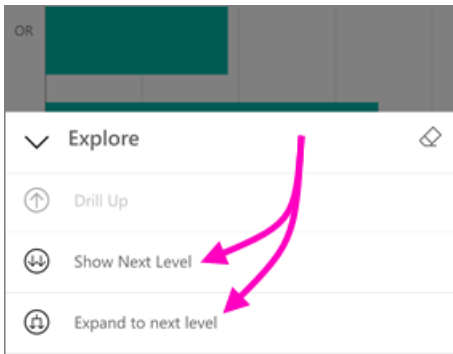 OR
Explore
Drill Up
Show Next Level
Expand to next level